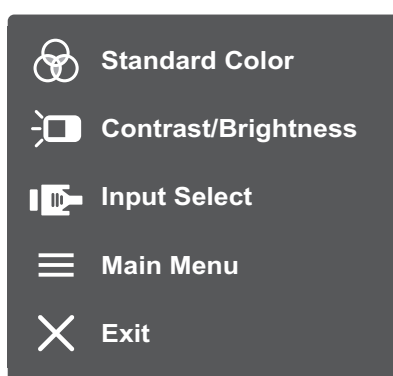 Standard Color
Contrast/Brightness
Input Select
Main Menu
Exit